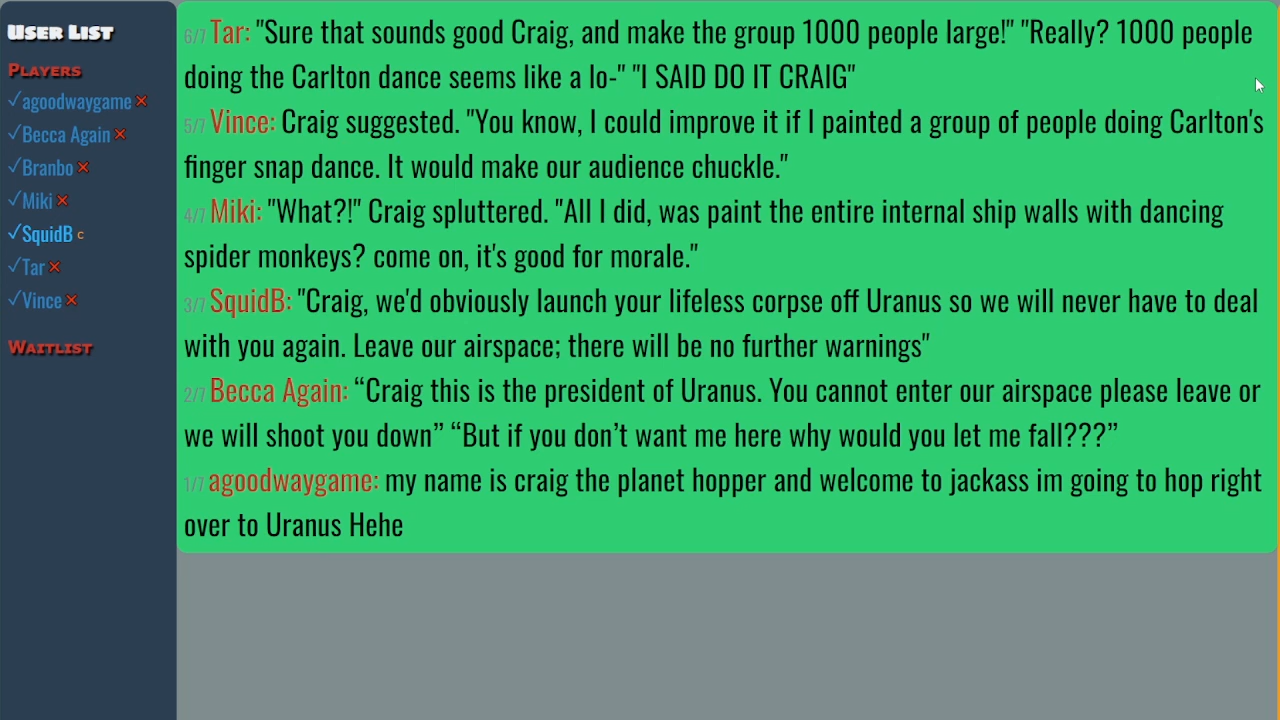 User List
Players
✓agoodwaygame ✕
✓Becca Again ✕
✓Branbo ✕
✓Miki ✕
✓SquidB c
✓Tar ✕
✓Vince ✕
Waitlist
6/7 Tar: "Sure that sounds good Craig, and make the group 1000 people large!" "Really? 1000 people
doing the Carlton dance seems like a lo-" "I SAID DO IT CRAIG"
5/7 Vince: Craig suggested. "You know, I could improve it if I painted a group of people doing Carlton's
finger snap dance. It would make our audience chuckle."
4/7 Miki: "What?!" Craig spluttered. "All I did, was paint the entire internal ship walls with dancing
spider monkeys? come on, it's good for morale."
3/7 SquidB: "Craig, we'd obviously launch your lifeless corpse off Uranus so we will never have to deal
with you again. Leave our airspace; there will be no further warnings"
2/7 Becca Again: “Craig this is the president of Uranus. You cannot enter our airspace please leave or
we will shoot you down” “But if you don’t want me here why would you let me fall???”
1/7 agoodwaygame: my name is craig the planet hopper and welcome to jackass im going to hop right
over to Uranus Hehe